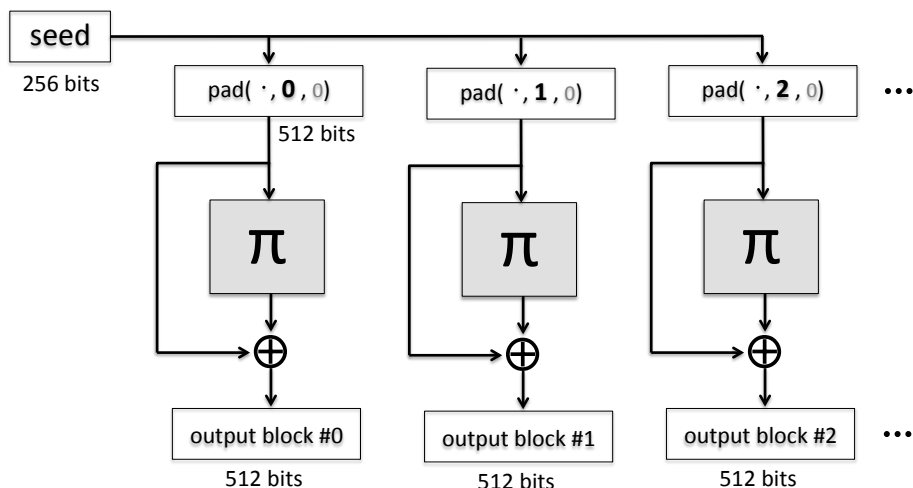 seed
256 bits
pad( · , 0 , 0)
pad( · , 1 , 0)
pad( · , 2 , 0)
•••
512 bits
π
π
π
⊕
⊕
⊕
output block #0
output block #1
output block #2
•••
512 bits
512 bits
512 bits